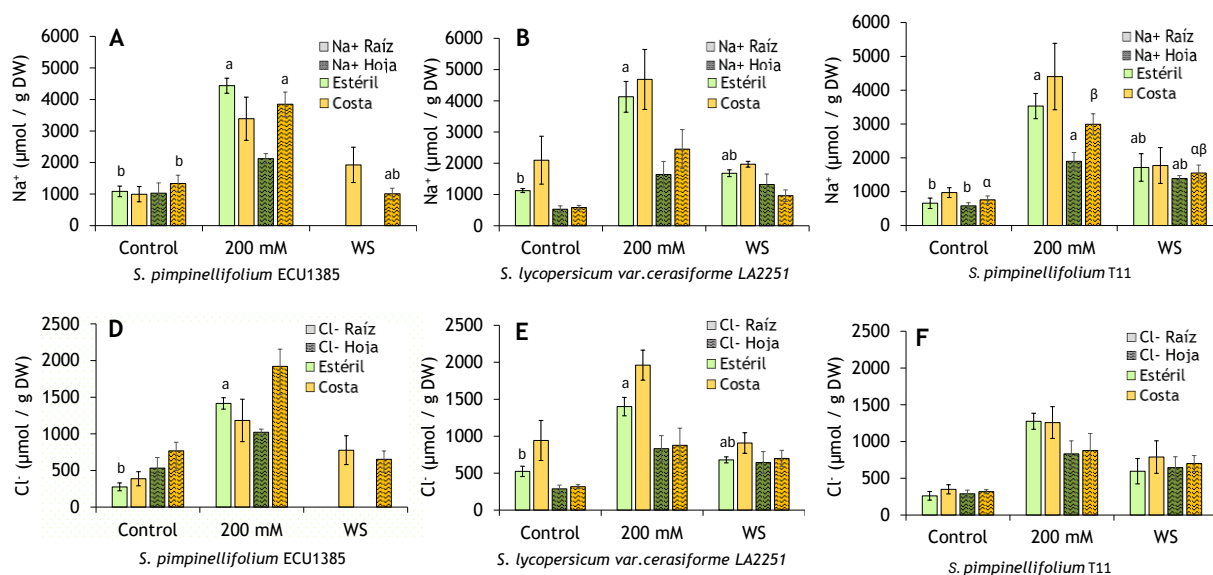 A
Na⁺ (µmol / g DW)
6000
5000
4000
3000
2000
1000
0
Na+ Raíz
Na+ Hoja
Estéril
Costa
b
b
a
a
ab
Control
200 mM
WS
S. pimpinellifolium ECU1385
B
Na⁺ (µmol / g DW)
6000
5000
4000
3000
2000
1000
0
Na+ Raíz
Na+ Hoja
Estéril
Costa
b
a
ab
Control
200 mM
WS
S. lycopersicum var.cerasiforme LA2251
Na⁺ (µmol / g DW)
6000
5000
4000
3000
2000
1000
0
Na+ Raíz
Na+ Hoja
Estéril
Costa
b
b
α
a
a
β
ab
ab
αβ
Control
200 mM
WS
S. pimpinellifolium T11
D
Cl⁻ (µmol / g DW)
2500
2000
1500
1000
500
0
Cl- Raíz
Cl- Hoja
Estéril
Costa
b
a
Control
200 mM
WS
S. pimpinellifolium ECU1385
E
Cl⁻ (µmol / g DW)
2500
2000
1500
1000
500
0
Cl- Raíz
Cl- Hoja
Estéril
Costa
b
a
ab
Control
200 mM
WS
S. lycopersicum var.cerasiforme LA2251
F
Cl⁻ (µmol / g DW)
2500
2000
1500
1000
500
0
Cl- Raíz
Cl- Hoja
Estéril
Costa
Control
200 mM
WS
S. pimpinellifolium T11